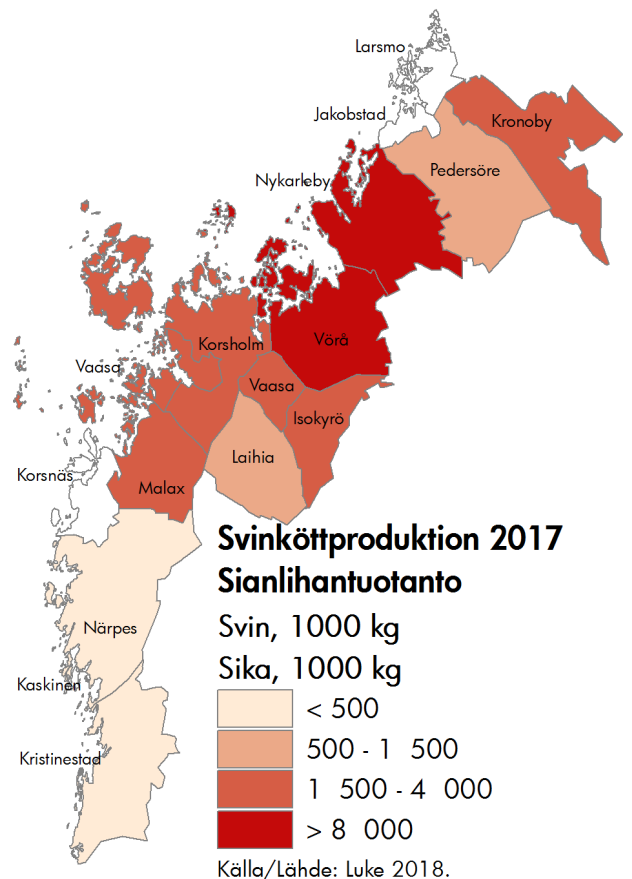 Larsmo
Jakobstad
Kronoby
Pedersöre
Nykarleby
Vörå
Korsholm
Vaasa
Vaasa
Isokyrö
Laihia
Korsnäs
Malax
Svinköttproduktion 2017
Sianlihantuotanto
Svin, 1000 kg
Sika, 1000 kg
Närpes
Kaskinen
Kristinestad
< 500
500 - 1 500
1 500 - 4 000
> 8 000
Källa/Lähde: Luke 2018.